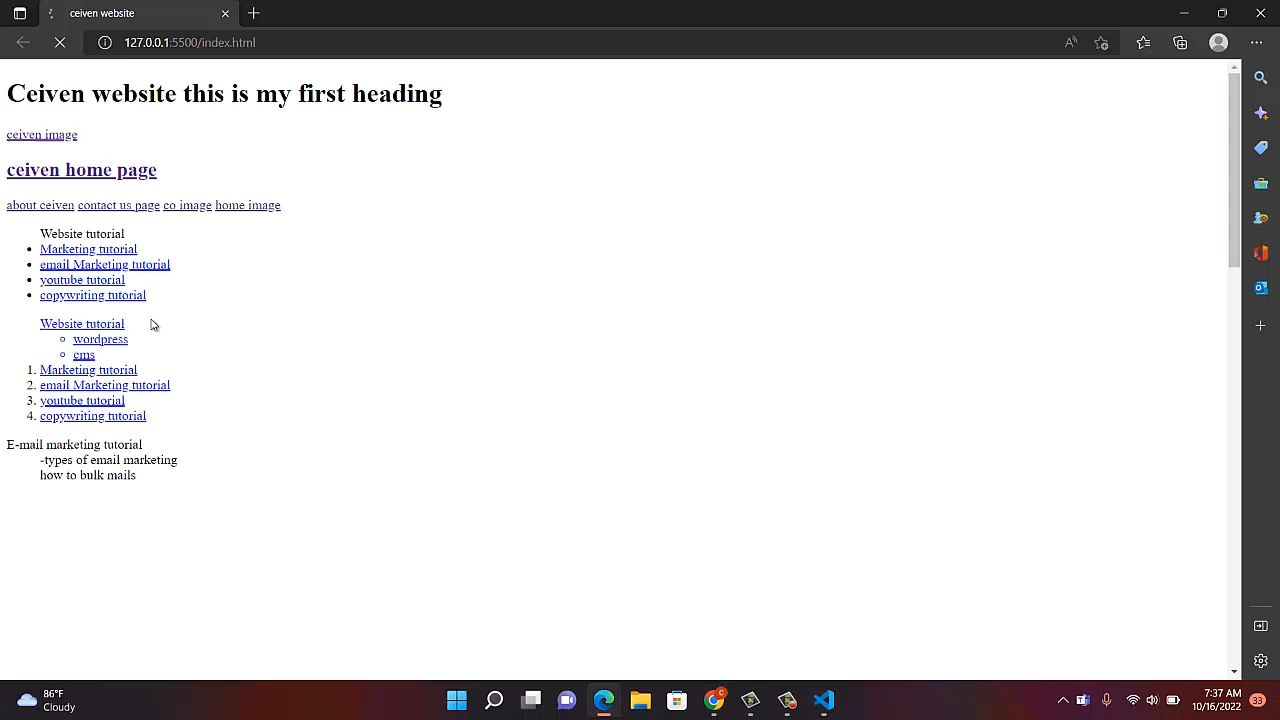 ceiven website
127.0.0.1:5500/index.html
Ceiven website this is my first heading
ceiven image
ceiven home page
about ceiven contact us page co image home image
Website tutorial
Marketing tutorial
email Marketing tutorial
youtube tutorial
copywriting tutorial
Website tutorial
wordpress
cms
1. Marketing tutorial
2. email Marketing tutorial
3. youtube tutorial
4. copywriting tutorial
E-mail marketing tutorial
-types of email marketing
how to bulk mails
86°F
Cloudy
7:37 AM
10/16/2022
33